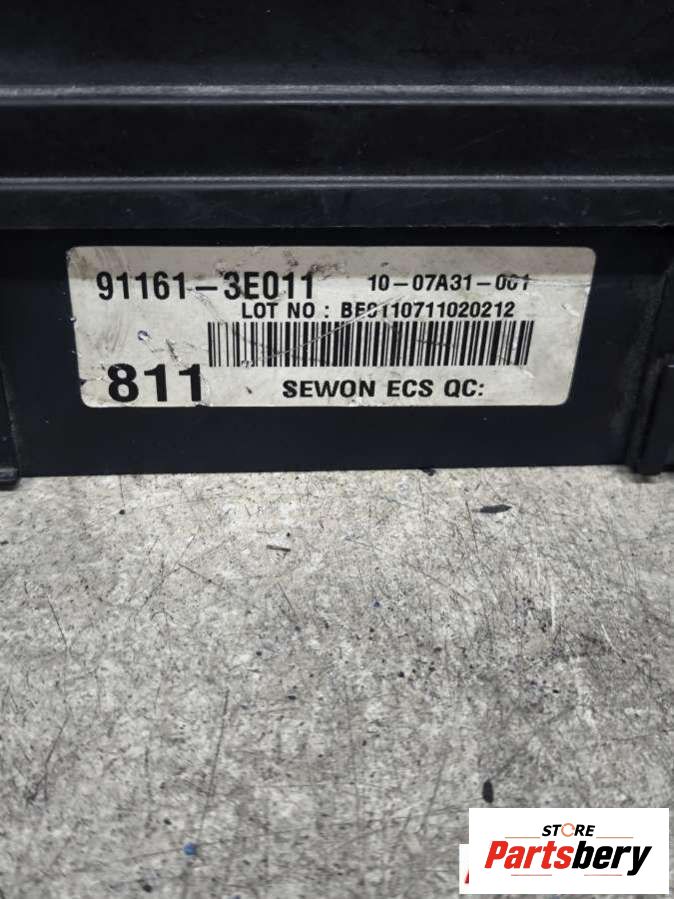 91161-3E011 10-07A31-001
LOT NO : BE0110711020212
811 SEWON ECS QC:
STORE
Partsbery